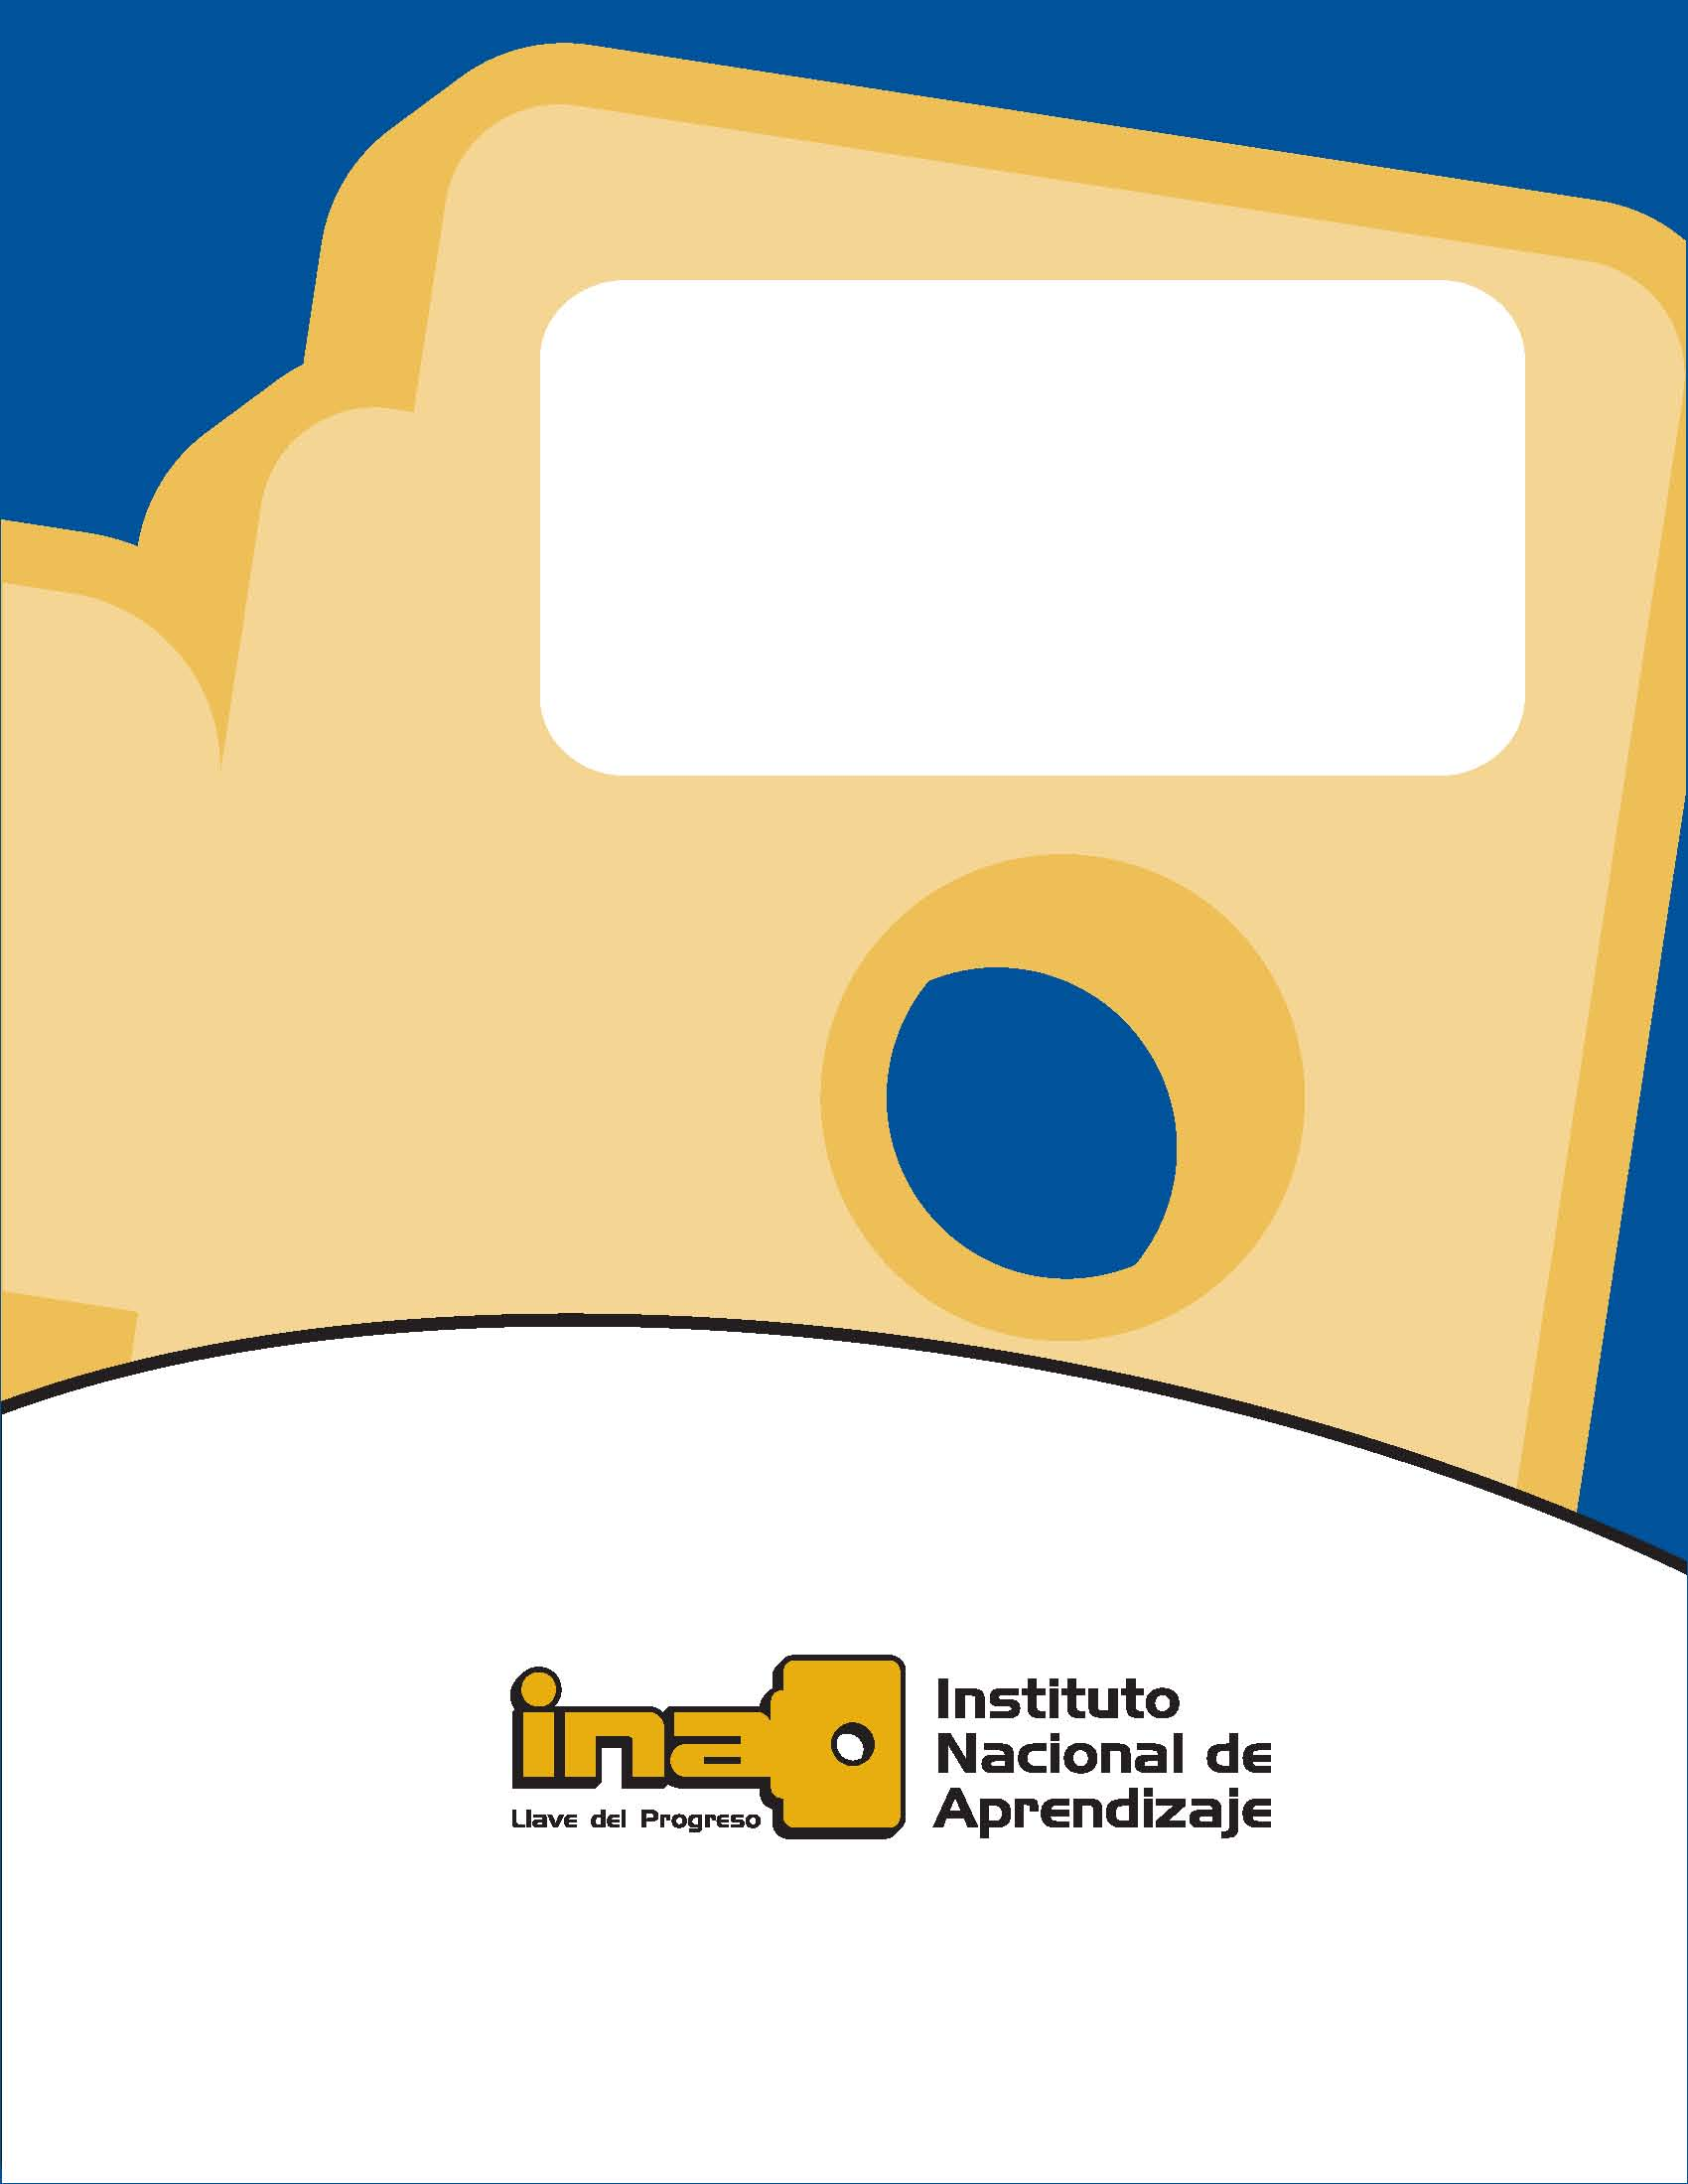 ina
Llave del Progreso
Instituto
Nacional de
Aprendizaje